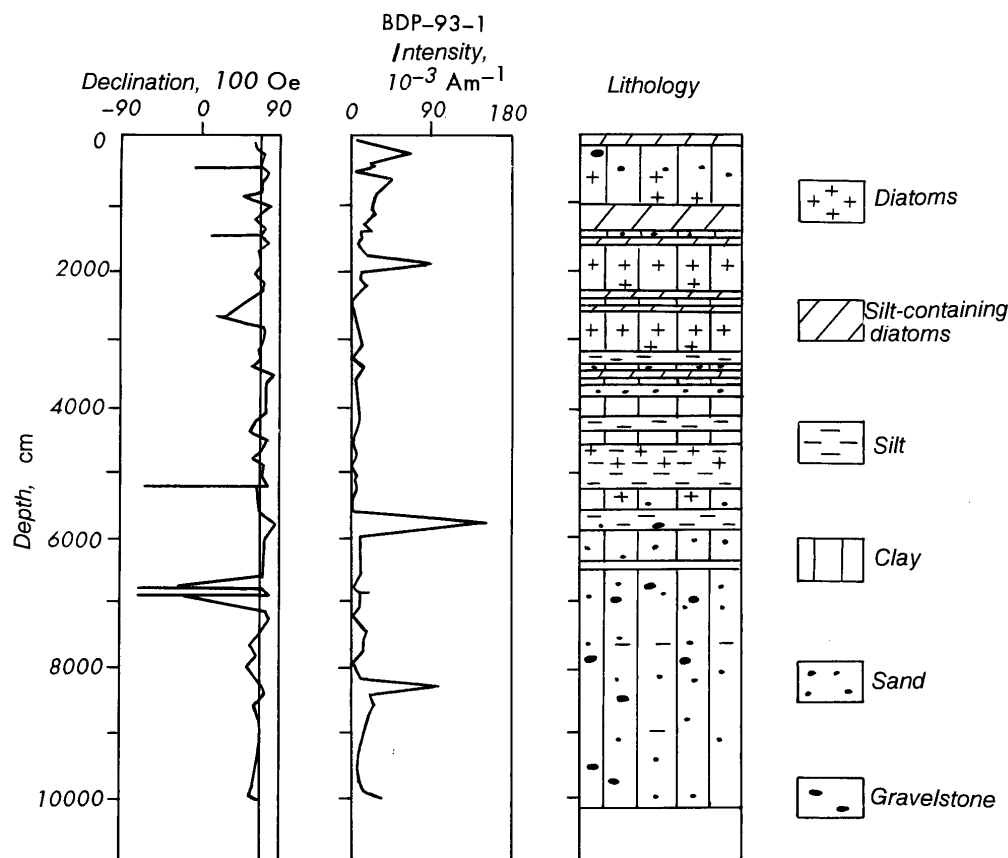 BDP–93–1
Intensity,
10–3 Am–1
Declination, 100 Oe
Lithology
–90 0 90
0 90 180
0
2000
4000
6000
8000
10000
Depth, cm
Diatoms
Silt-containing
diatoms
Silt
Clay
Sand
Gravelstone